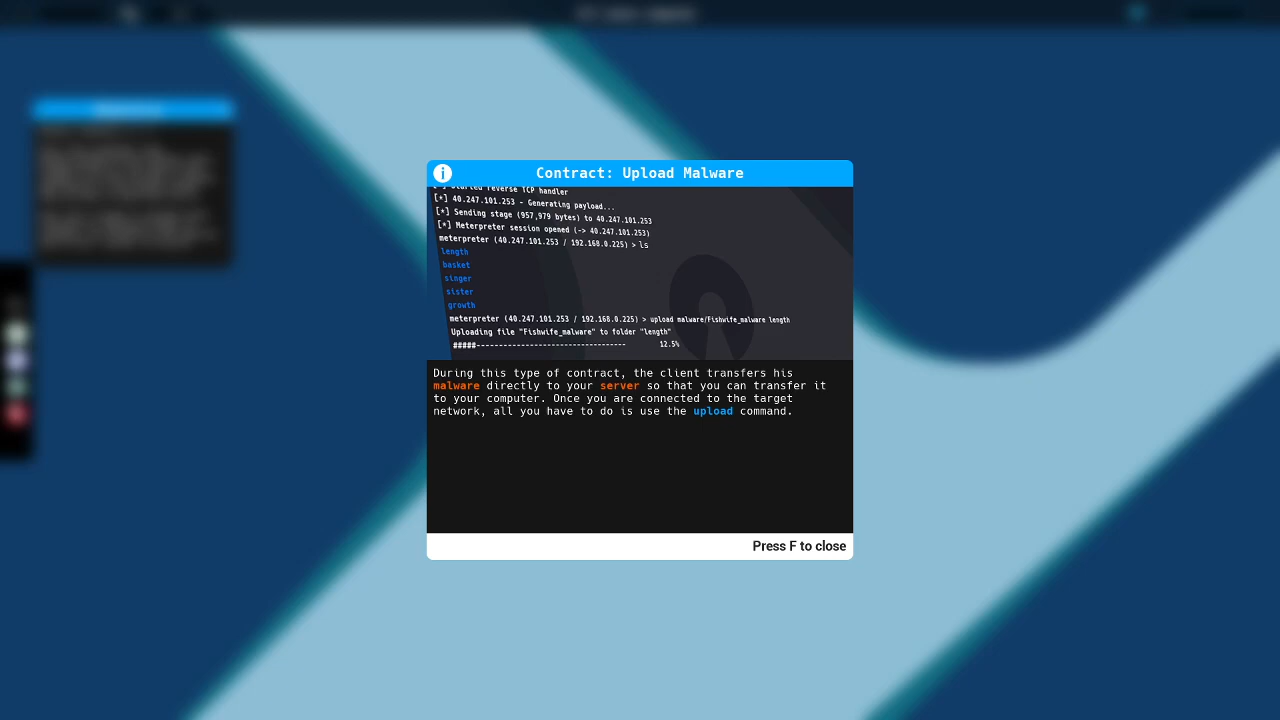 Contract: Upload Malware
[*] Started reverse TCP handler
[*] 40.247.101.253 - Generating payload...
[*] Sending stage (957,979 bytes) to 40.247.101.253
[*] Meterpreter session opened (-> 40.247.101.253)
meterpreter (40.247.101.253 / 192.168.0.225) > ls
length
basket
singer
sister
growth
meterpreter (40.247.101.253 / 192.168.0.225) > upload malware/Fishwife_malware length
Uploading file "Fishwife_malware" to folder "length"
#####--------------------------------- 12.5%
During this type of contract, the client transfers his
malware directly to your server so that you can transfer it
to your computer. Once you are connected to the target
network, all you have to do is use the upload command.
Press F to close